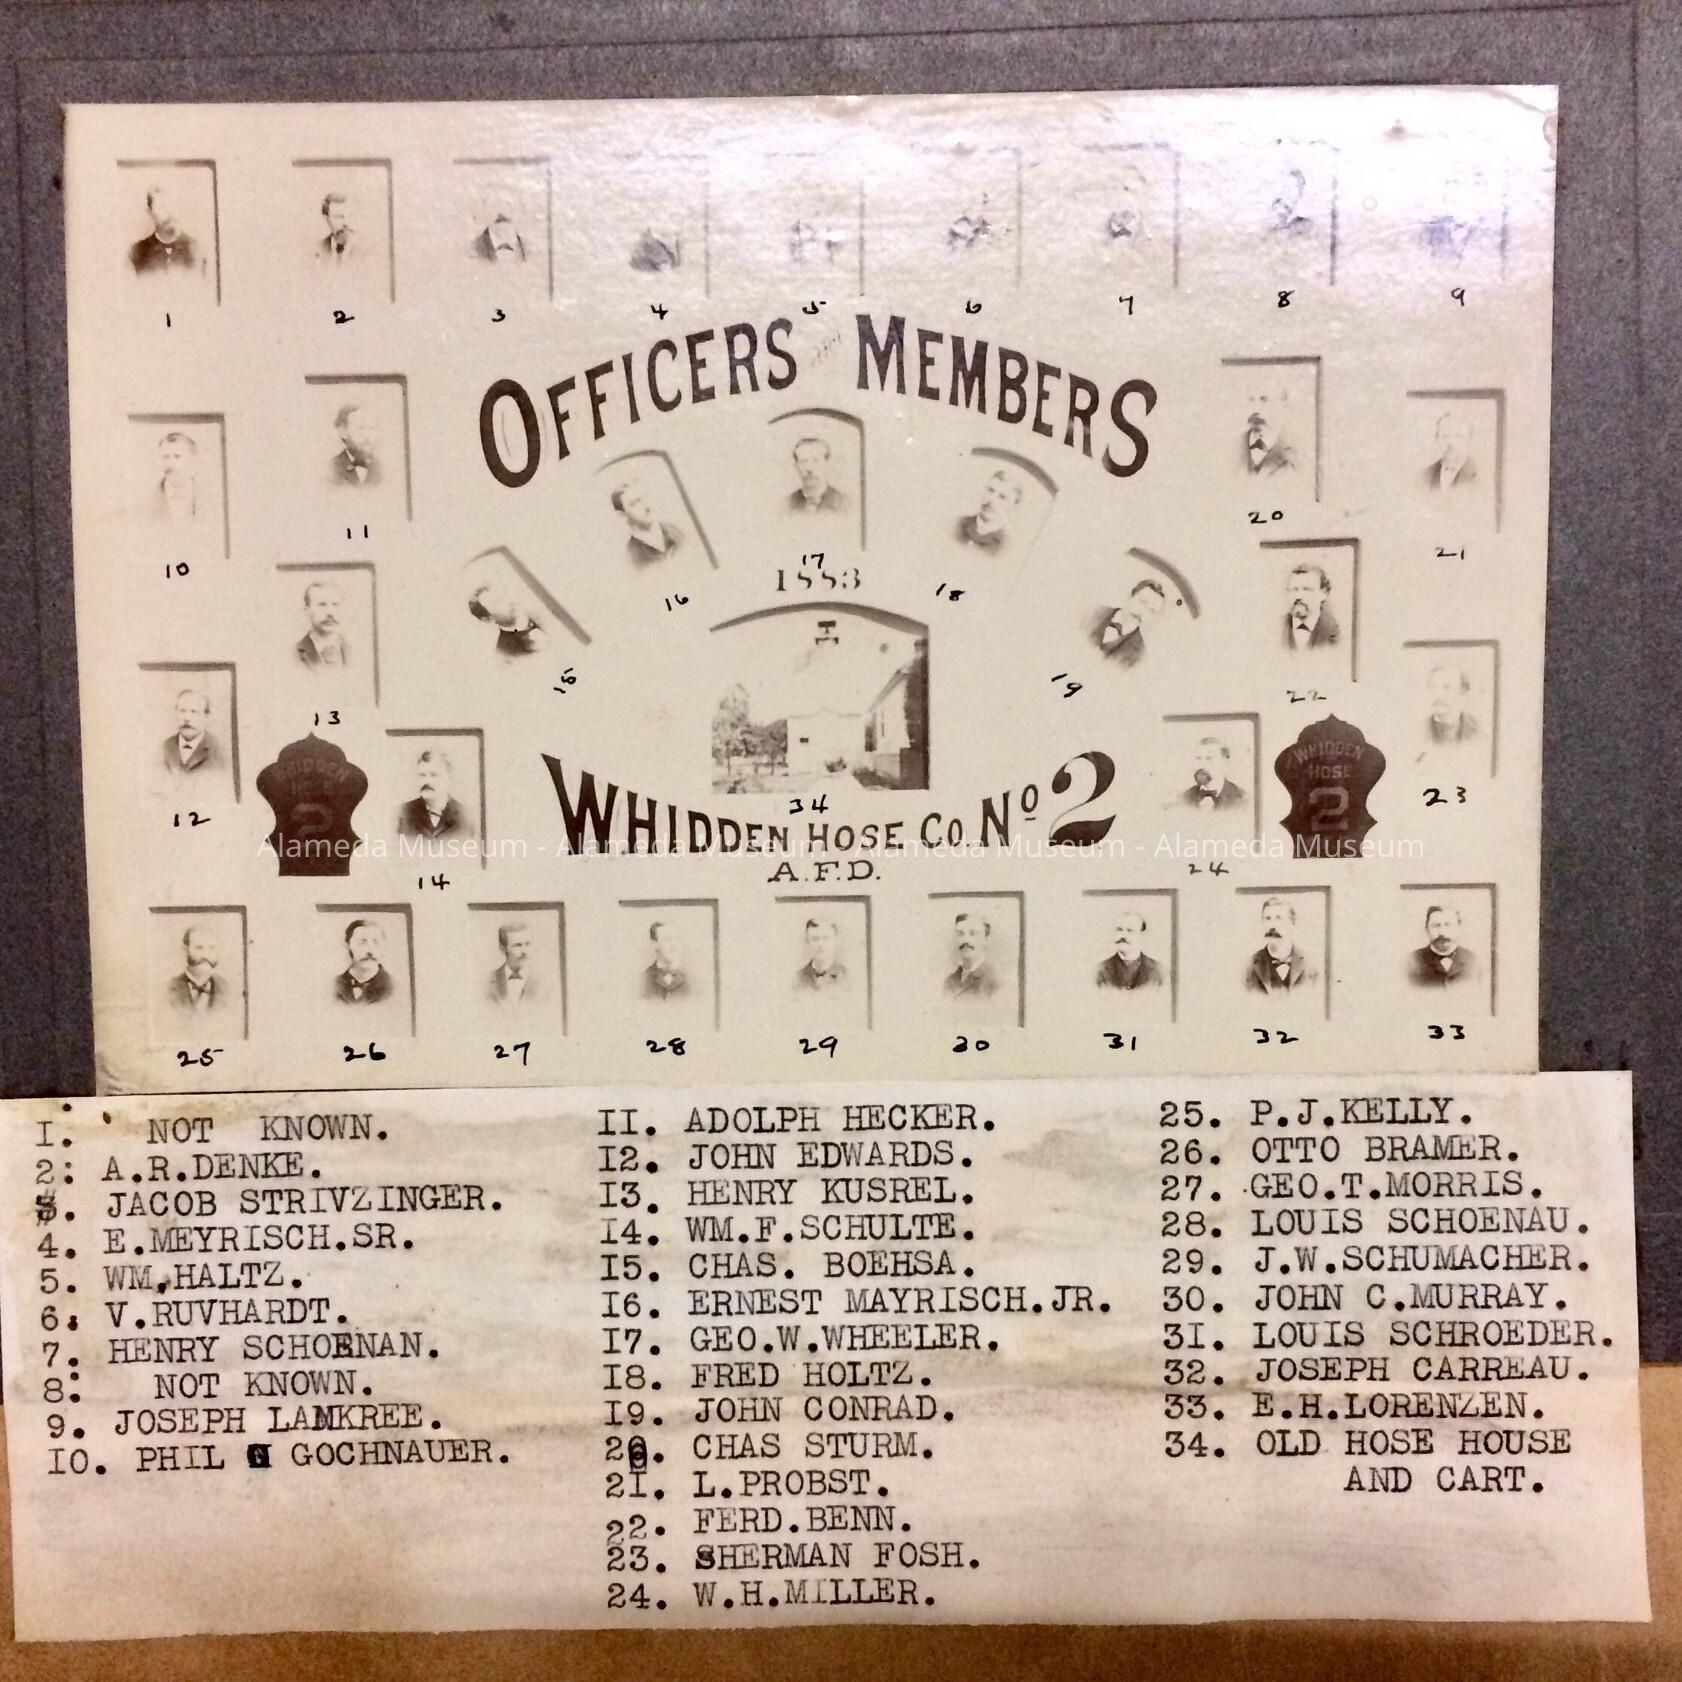 1 2 3 4 5 6 7 8 9
OFFICERS MEMBERS
10 11 20 21
17
1883
16 18
15 19
13 22
12 14 34 24 23
WHIDDEN HOSE 2
WHIDDEN HOSE 2
WHIDDEN HOSE CO. No 2
A.F.D.
Alameda Museum - Alameda Museum - Alameda Museum - Alameda Museum
25 26 27 28 29 30 31 32 33
I. NOT KNOWN.
2: A.R.DENKE.
3. JACOB STRIVZINGER.
4. E.MEYRISCH.SR.
5. WM.HALTZ.
6. V.RUVHARDT.
7. HENRY SCHOENAN.
8: NOT KNOWN.
9. JOSEPH LAMKREE.
IO. PHIL GOCHNAUER.
II. ADOLPH HECKER.
I2. JOHN EDWARDS.
I3. HENRY KUSREL.
I4. WM.F.SCHULTE.
I5. CHAS. BOEHSA.
I6. ERNEST MAYRISCH.JR.
I7. GEO.W.WHEELER.
I8. FRED HOLTZ.
I9. JOHN CONRAD.
20. CHAS STURM.
2I. L.PROBST.
22. FERD.BENN.
23. SHERMAN FOSH.
24. W.H.MILLER.
25. P.J.KELLY.
26. OTTO BRAMER.
27. GEO.T.MORRIS.
28. LOUIS SCHOENAU.
29. J.W.SCHUMACHER.
30. JOHN C.MURRAY.
3I. LOUIS SCHROEDER.
32. JOSEPH CARREAU.
33. E.H.LORENZEN.
34. OLD HOSE HOUSE
AND CART.